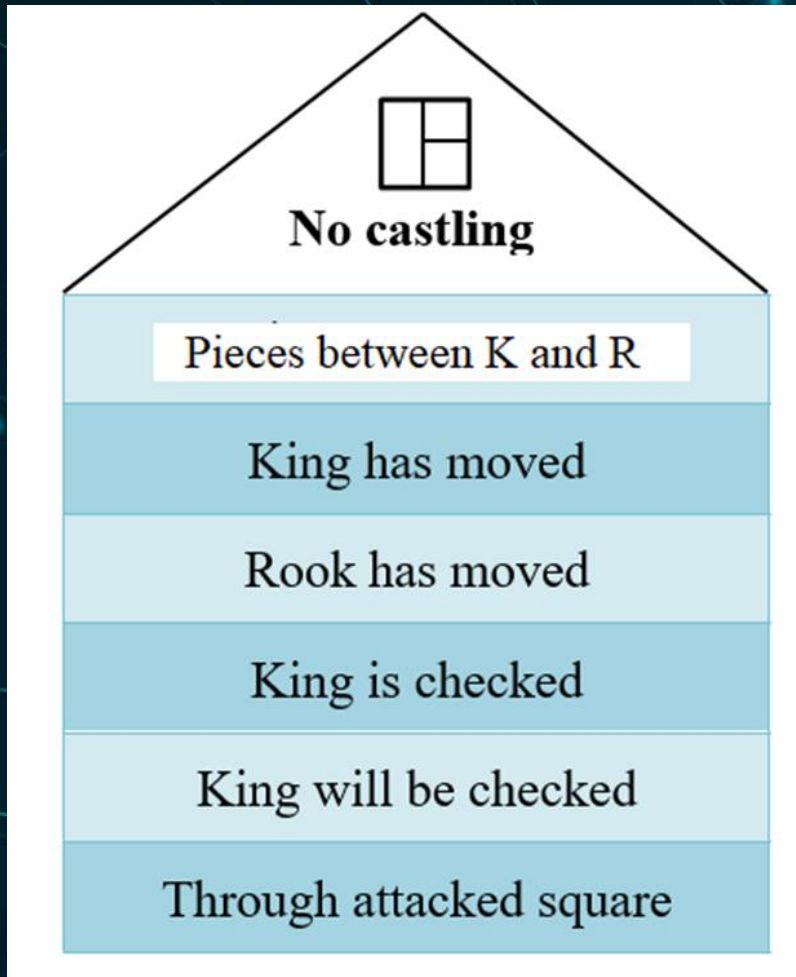 No castling
Pieces between K and R
King has moved
Rook has moved
King is checked
King will be checked
Through attacked square